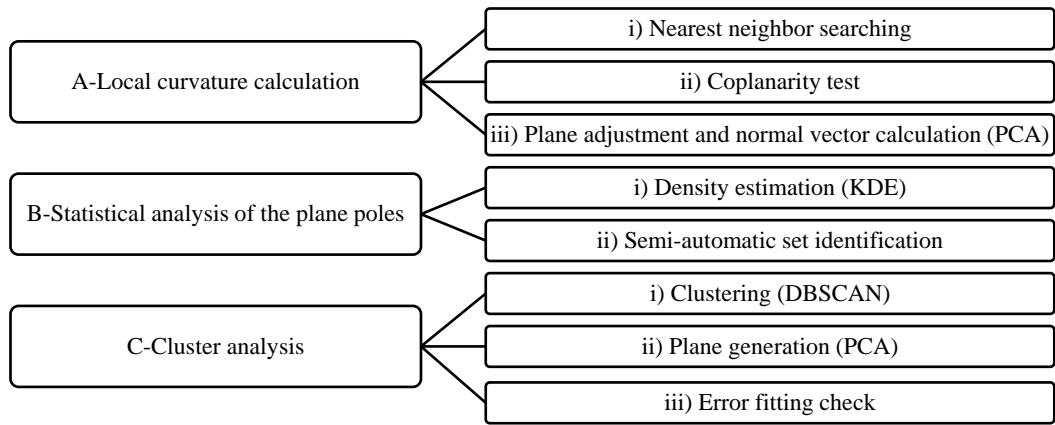 A-Local curvature calculation
i) Nearest neighbor searching
ii) Coplanarity test
iii) Plane adjustment and normal vector calculation (PCA)
B-Statistical analysis of the plane poles
i) Density estimation (KDE)
ii) Semi-automatic set identification
C-Cluster analysis
i) Clustering (DBSCAN)
ii) Plane generation (PCA)
iii) Error fitting check